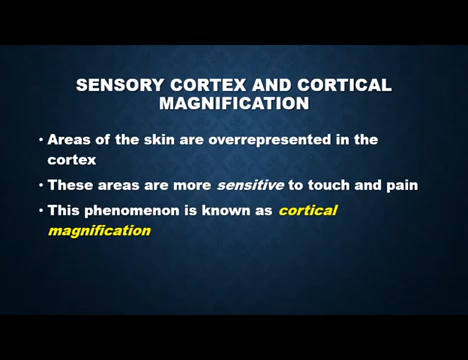 SENSORY CORTEX AND CORTICAL
MAGNIFICATION
• Areas of the skin are overrepresented in the
cortex
• These areas are more sensitive to touch and pain
• This phenomenon is known as cortical
magnification